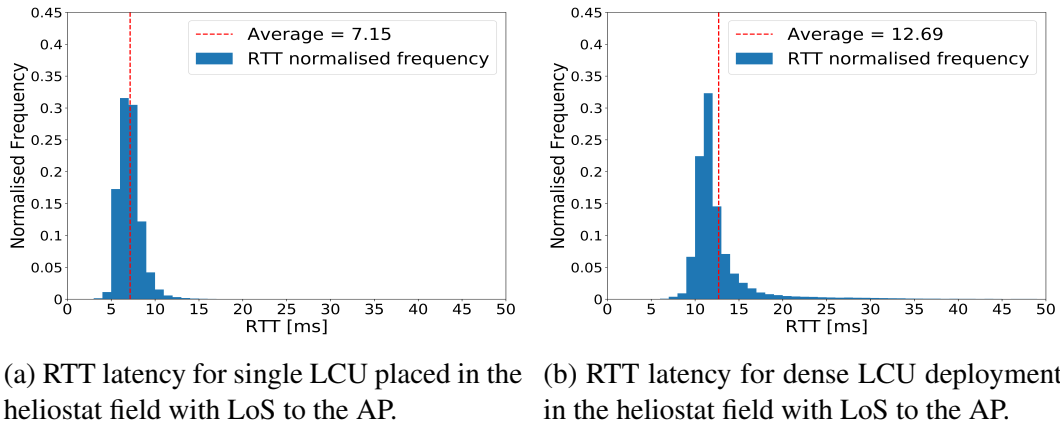 0.45
0.4
0.35
0.3
0.25
0.2
0.15
0.1
0.05
0
Normalised Frequency
Average = 7.15
RTT normalised frequency
0 5 10 15 20 25 30 35 40 45 50
RTT [ms]
(a) RTT latency for single LCU placed in the
heliostat field with LoS to the AP.
0.45
0.4
0.35
0.3
0.25
0.2
0.15
0.1
0.05
0
Normalised Frequency
Average = 12.69
RTT normalised frequency
0 5 10 15 20 25 30 35 40 45 50
RTT [ms]
(b) RTT latency for dense LCU deployment
in the heliostat field with LoS to the AP.